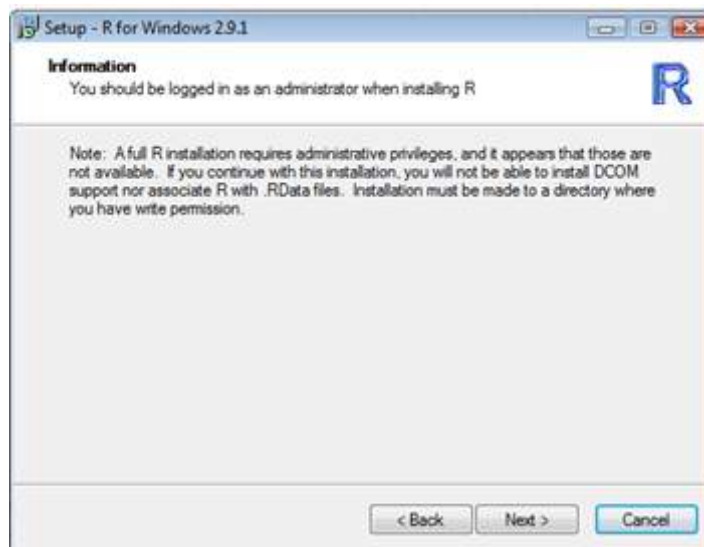 Setup - R for Windows 2.9.1
Information
You should be logged in as an administrator when installing R
R
Note: A full R installation requires administrative privileges, and it appears that those are
not available. If you continue with this installation, you will not be able to install DCOM
support nor associate R with .RData files. Installation must be made to a directory where
you have write permission.
< Back Next > Cancel